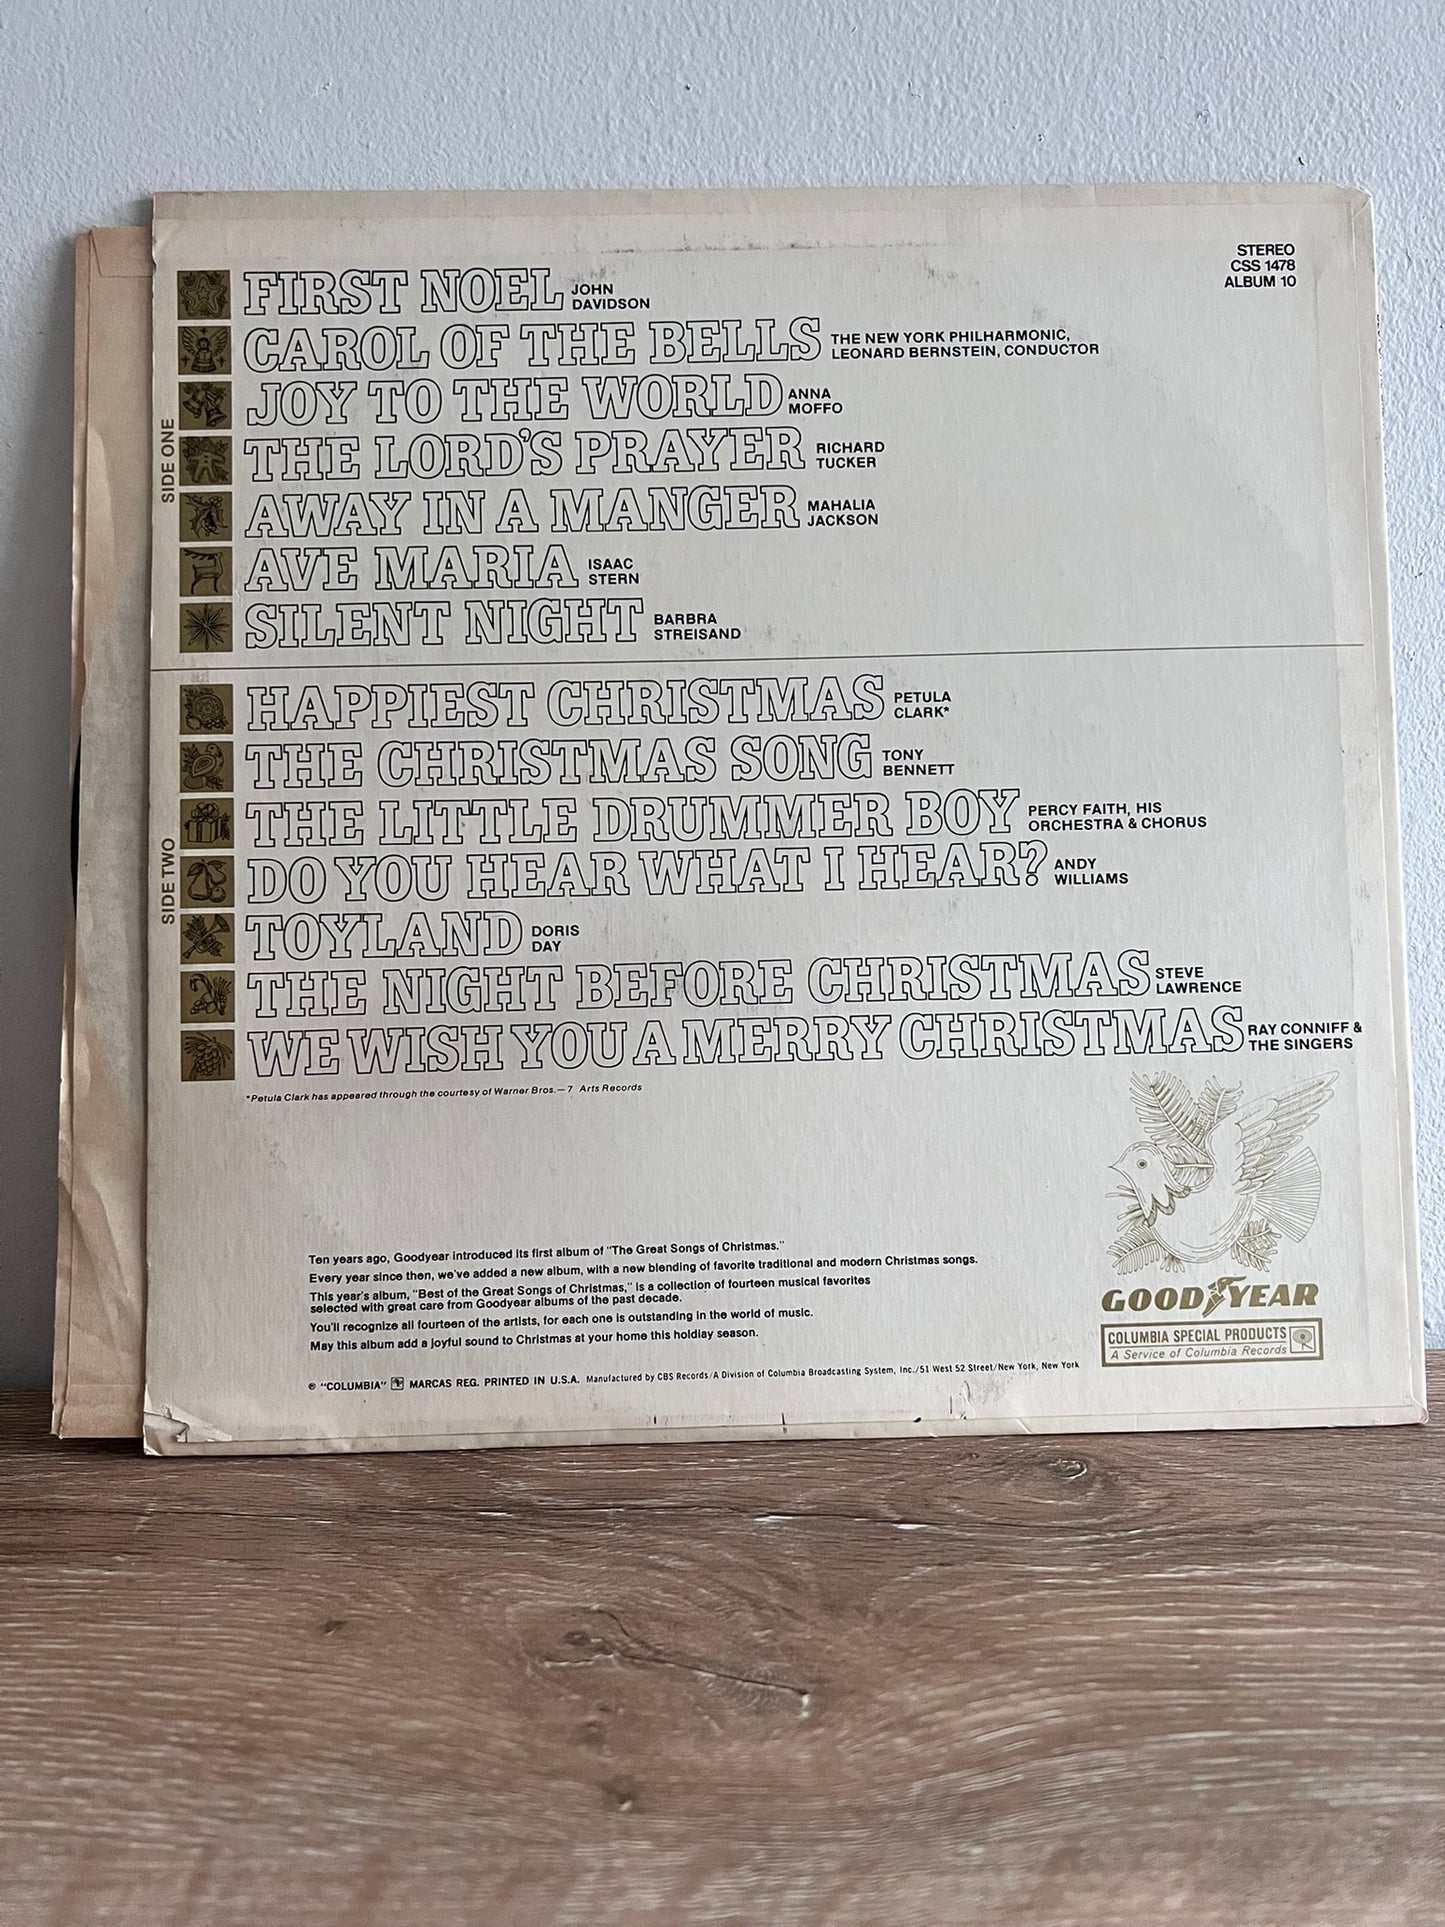 STEREO
CSS 1478
ALBUM 10
SIDE ONE
FIRST NOEL JOHN DAVIDSON
CAROL OF THE BELLS THE NEW YORK PHILHARMONIC, LEONARD BERNSTEIN, CONDUCTOR
JOY TO THE WORLD ANNA MOFFO
THE LORD'S PRAYER RICHARD TUCKER
AWAY IN A MANGER MAHALIA JACKSON
AVE MARIA ISAAC STERN
SILENT NIGHT BARBRA STREISAND
SIDE TWO
HAPPIEST CHRISTMAS PETULA CLARK*
THE CHRISTMAS SONG TONY BENNETT
THE LITTLE DRUMMER BOY PERCY FAITH, HIS ORCHESTRA & CHORUS
DO YOU HEAR WHAT I HEAR? ANDY WILLIAMS
TOYLAND DORIS DAY
THE NIGHT BEFORE CHRISTMAS STEVE LAWRENCE
WE WISH YOU A MERRY CHRISTMAS RAY CONNIFF & THE SINGERS
*Petula Clark has appeared through the courtesy of Warner Bros.—7 Arts Records
Ten years ago, Goodyear introduced its first album of "The Great Songs of Christmas."
Every year since then, we've added a new album, with a new blending of favorite traditional and modern Christmas songs.
This year's album, "Best of the Great Songs of Christmas," is a collection of fourteen musical favorites
selected with great care from Goodyear albums of the past decade.
You'll recognize all fourteen of the artists, for each one is outstanding in the world of music.
May this album add a joyful sound to Christmas at your home this holdiay season.
GOODYEAR
COLUMBIA SPECIAL PRODUCTS
A Service of Columbia Records
® "COLUMBIA" MARCAS REG. PRINTED IN U.S.A. Manufactured by CBS Records/A Division of Columbia Broadcasting System, Inc./51 West 52 Street/New York, New York